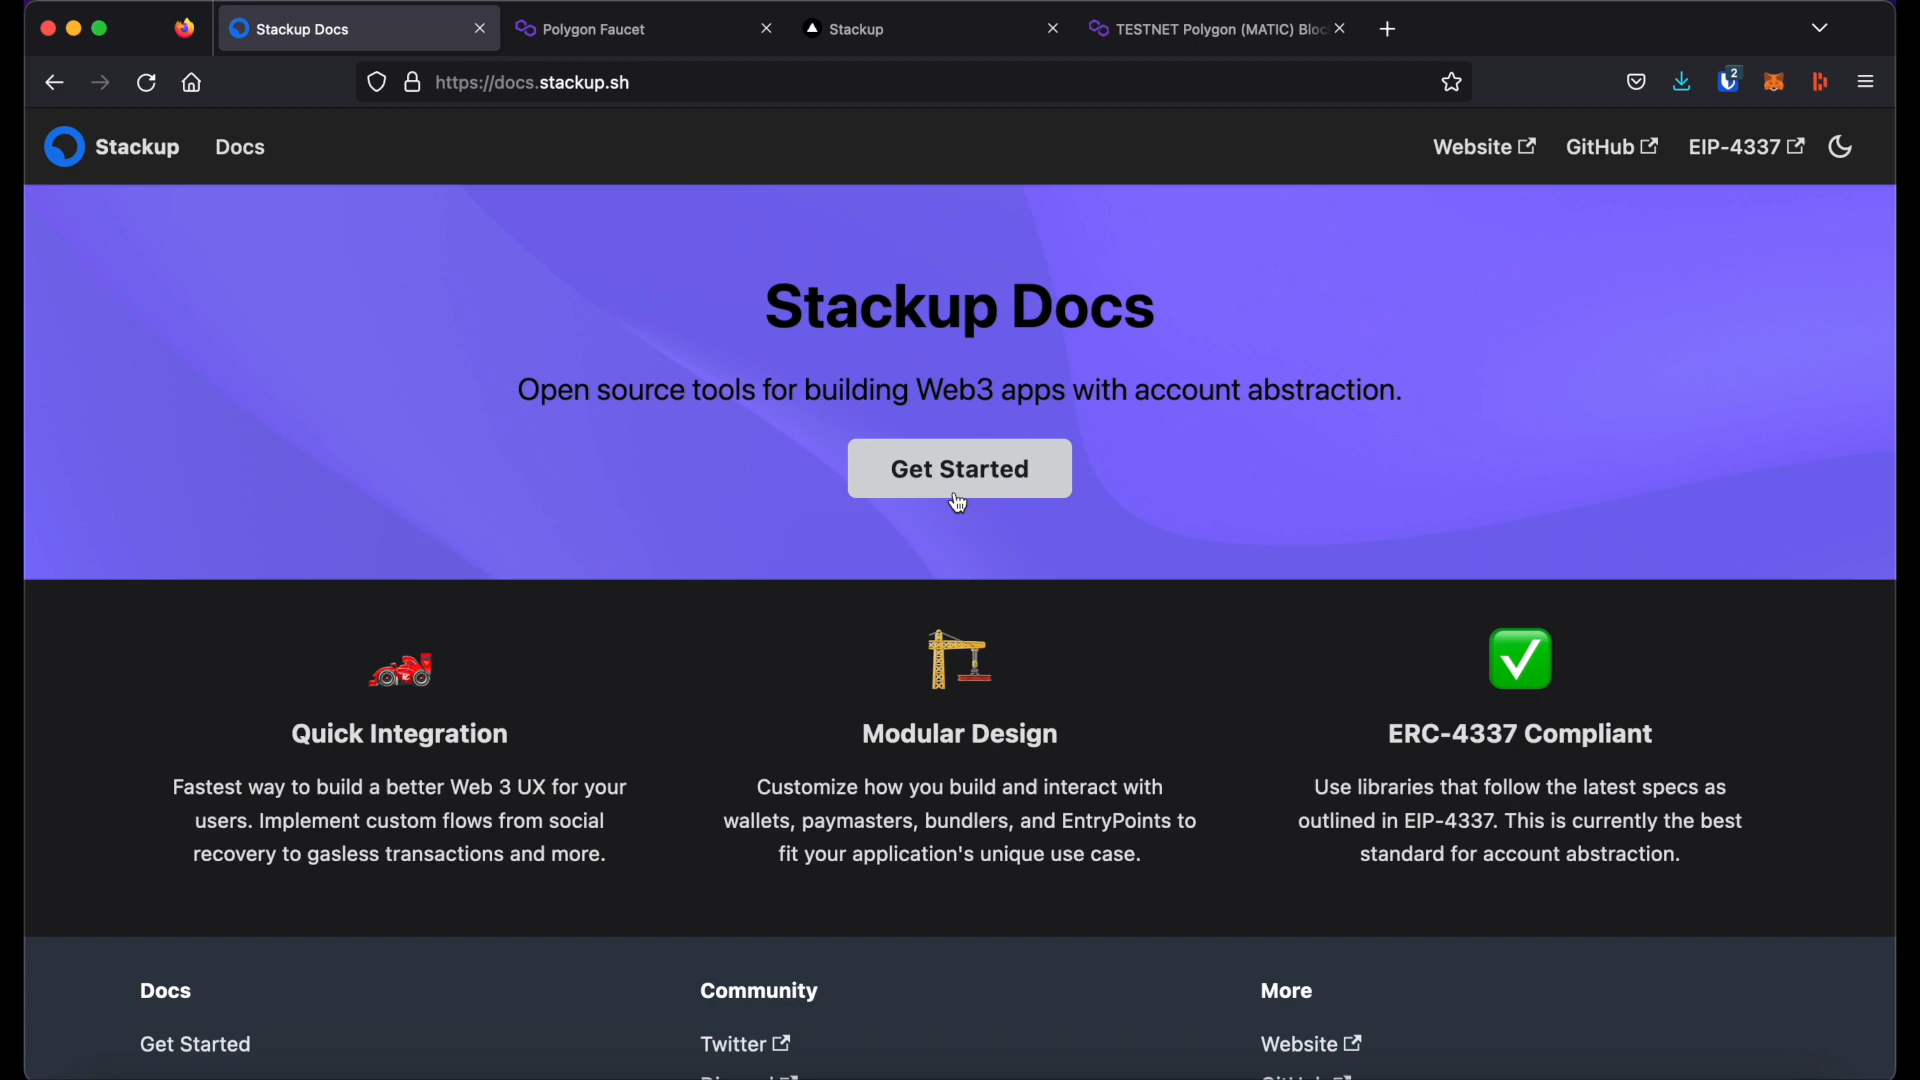 Stackup Docs
Polygon Faucet
Stackup
TESTNET Polygon (MATIC) Bloc
https://docs.stackup.sh
2
Stackup
Docs
Website
GitHub
EIP-4337
Stackup Docs
Open source tools for building Web3 apps with account abstraction.
Get Started
Quick Integration
Fastest way to build a better Web 3 UX for your
users. Implement custom flows from social
recovery to gasless transactions and more.
Modular Design
Customize how you build and interact with
wallets, paymasters, bundlers, and EntryPoints to
fit your application's unique use case.
ERC-4337 Compliant
Use libraries that follow the latest specs as
outlined in EIP-4337. This is currently the best
standard for account abstraction.
Docs
Get Started
Community
Twitter
More
Website